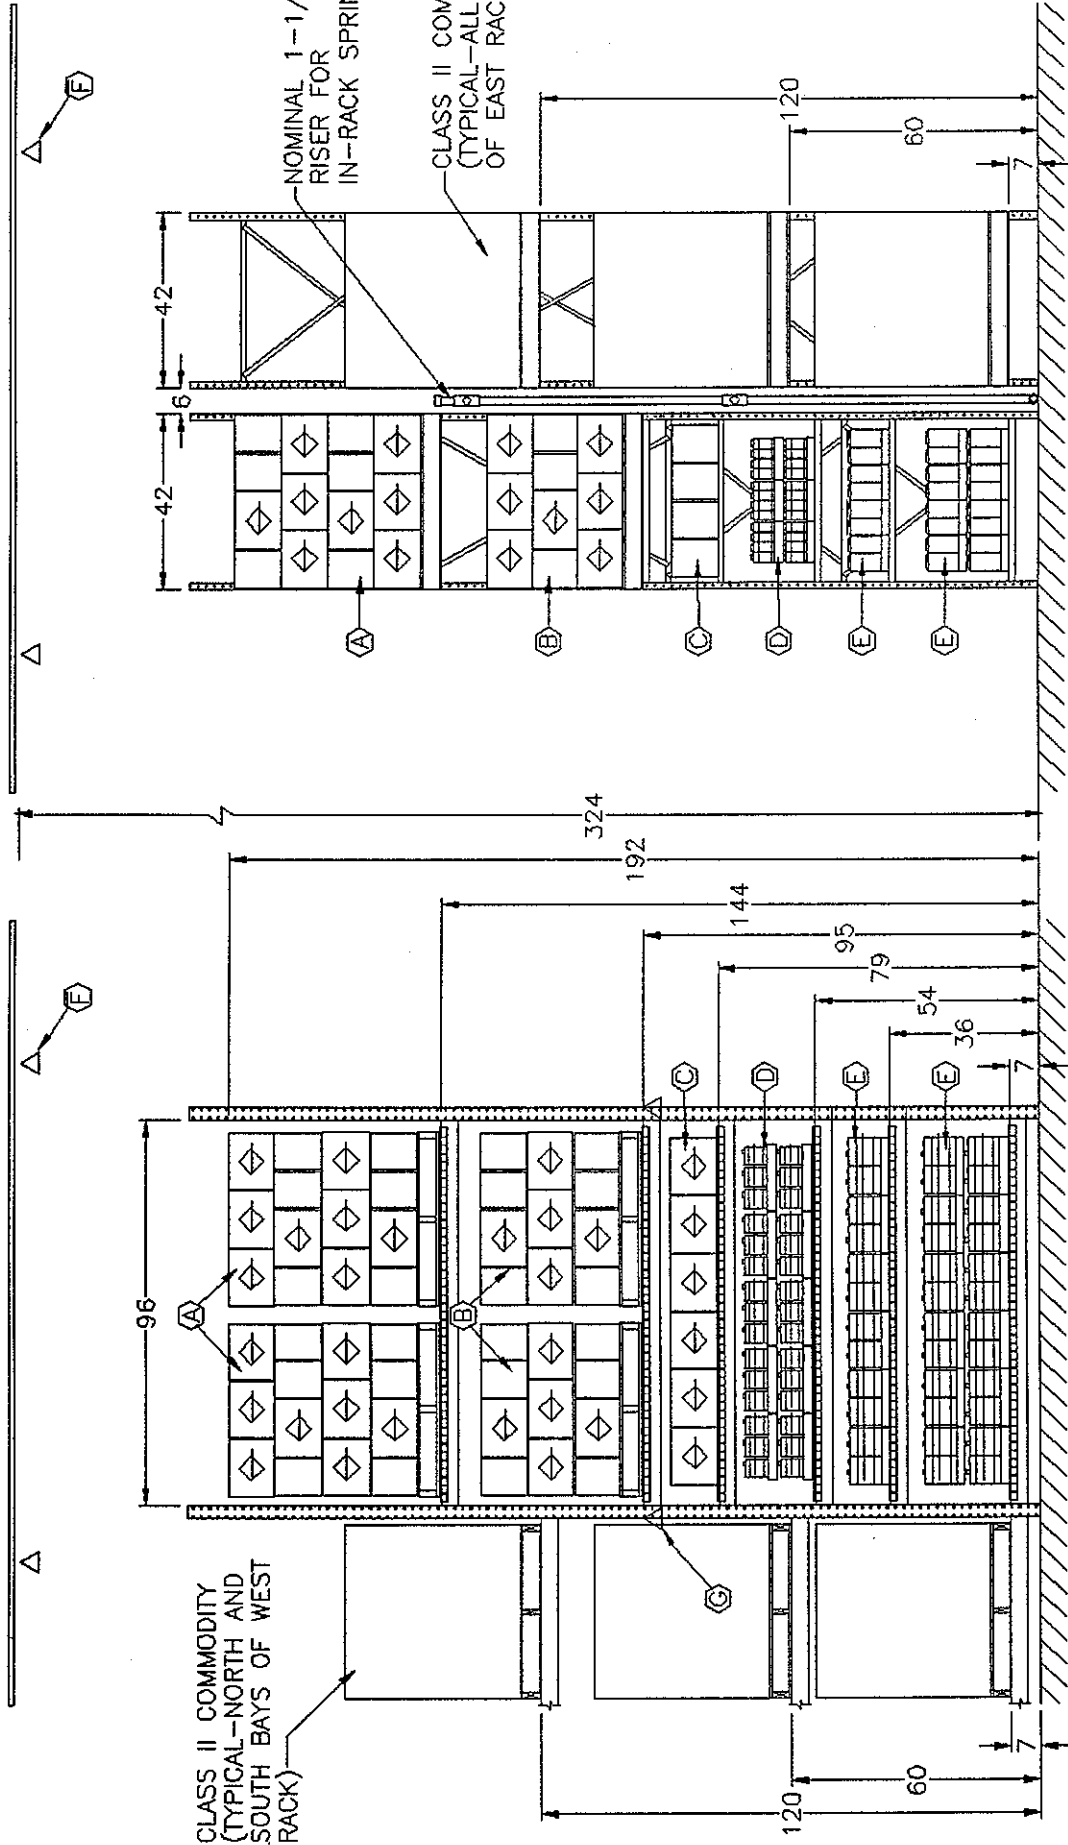 CLASS II COMMODITY
(TYPICAL-NORTH AND
SOUTH BAYS OF WEST
RACK)
96
A
B
C
D
E
E
F
G
120
60
7
7
36
54
79
95
144
192
324
42
6
42
F
A
B
C
D
E
E
NOMINAL 1-1/
RISER FOR
IN-RACK SPRIN
CLASS II COM
(TYPICAL-ALL
OF EAST RAC
120
60
7